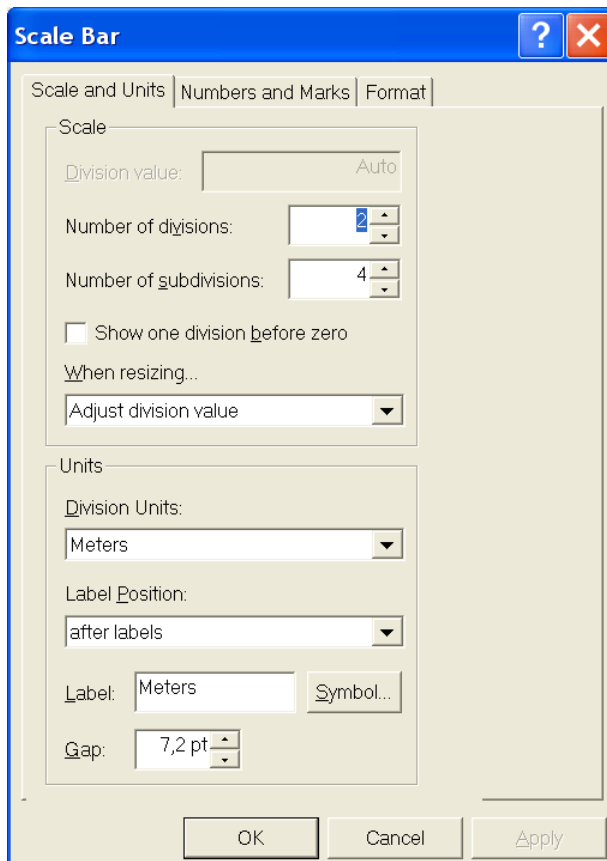 Scale Bar
Scale and Units Numbers and Marks Format
Scale
Division value: Auto
Number of divisions: 2
Number of subdivisions: 4
Show one division before zero
When resizing...
Adjust division value
Units
Division Units:
Meters
Label Position:
after labels
Label: Meters Symbol...
Gap: 7,2 pt
OK Cancel Apply